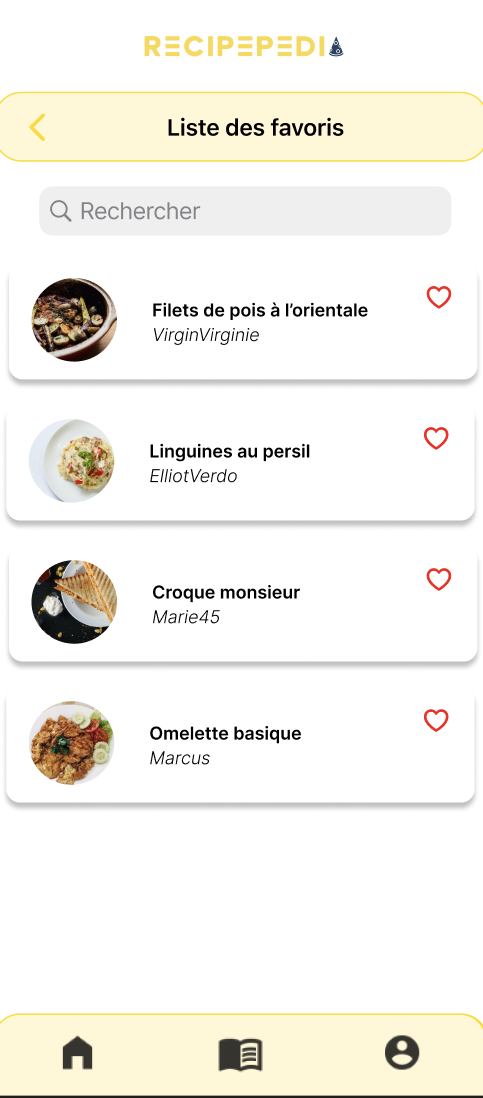 RECIPEPEDIA
Liste des favoris
Rechercher
Filets de pois à l’orientale
VirginVirginie
Linguines au persil
ElliotVerdo
Croque monsieur
Marie45
Omelette basique
Marcus